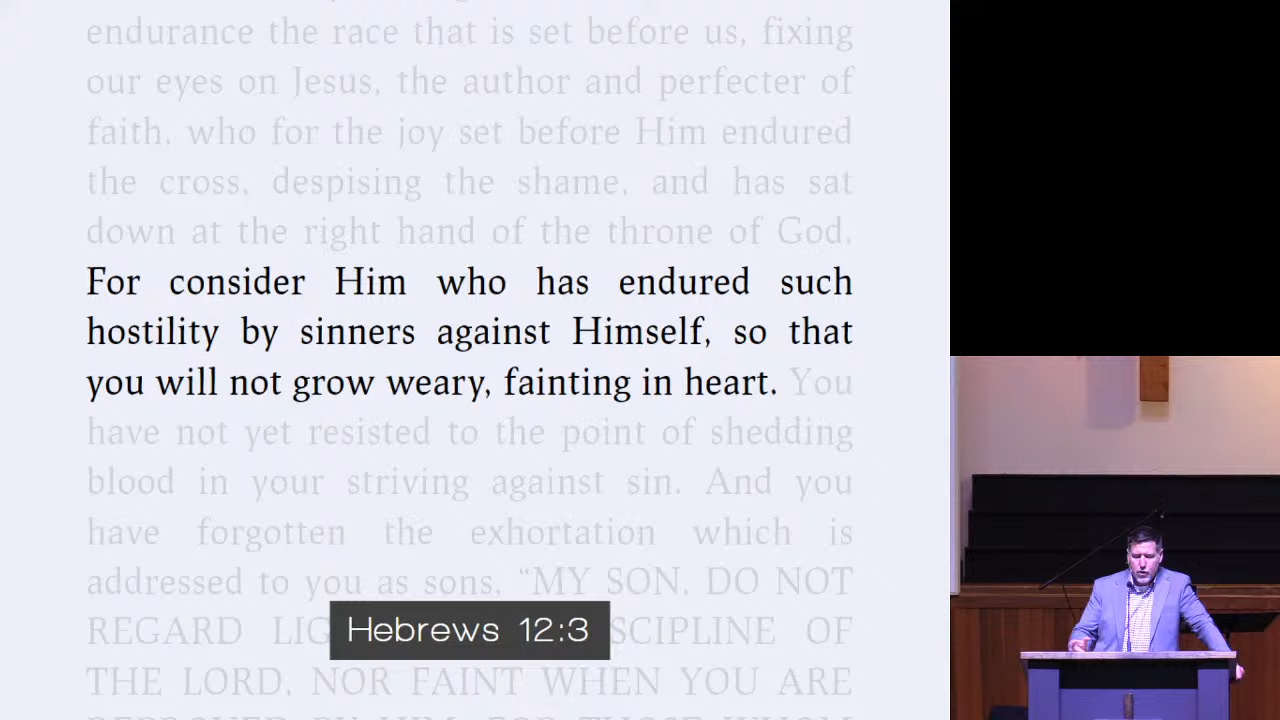 endurance the race that is set before us, fixing
our eyes on Jesus, the author and perfecter of
faith, who for the joy set before Him endured
the cross, despising the shame, and has sat
down at the right hand of the throne of God.
For consider Him who has endured such
hostility by sinners against Himself, so that
you will not grow weary, fainting in heart. You
have not yet resisted to the point of shedding
blood in your striving against sin. And you
have forgotten the exhortation which is
addressed to you as sons, “MY SON, DO NOT
REGARD LIG SCIPLINE OF
Hebrews 12:3
THE LORD, NOR FAINT WHEN YOU ARE